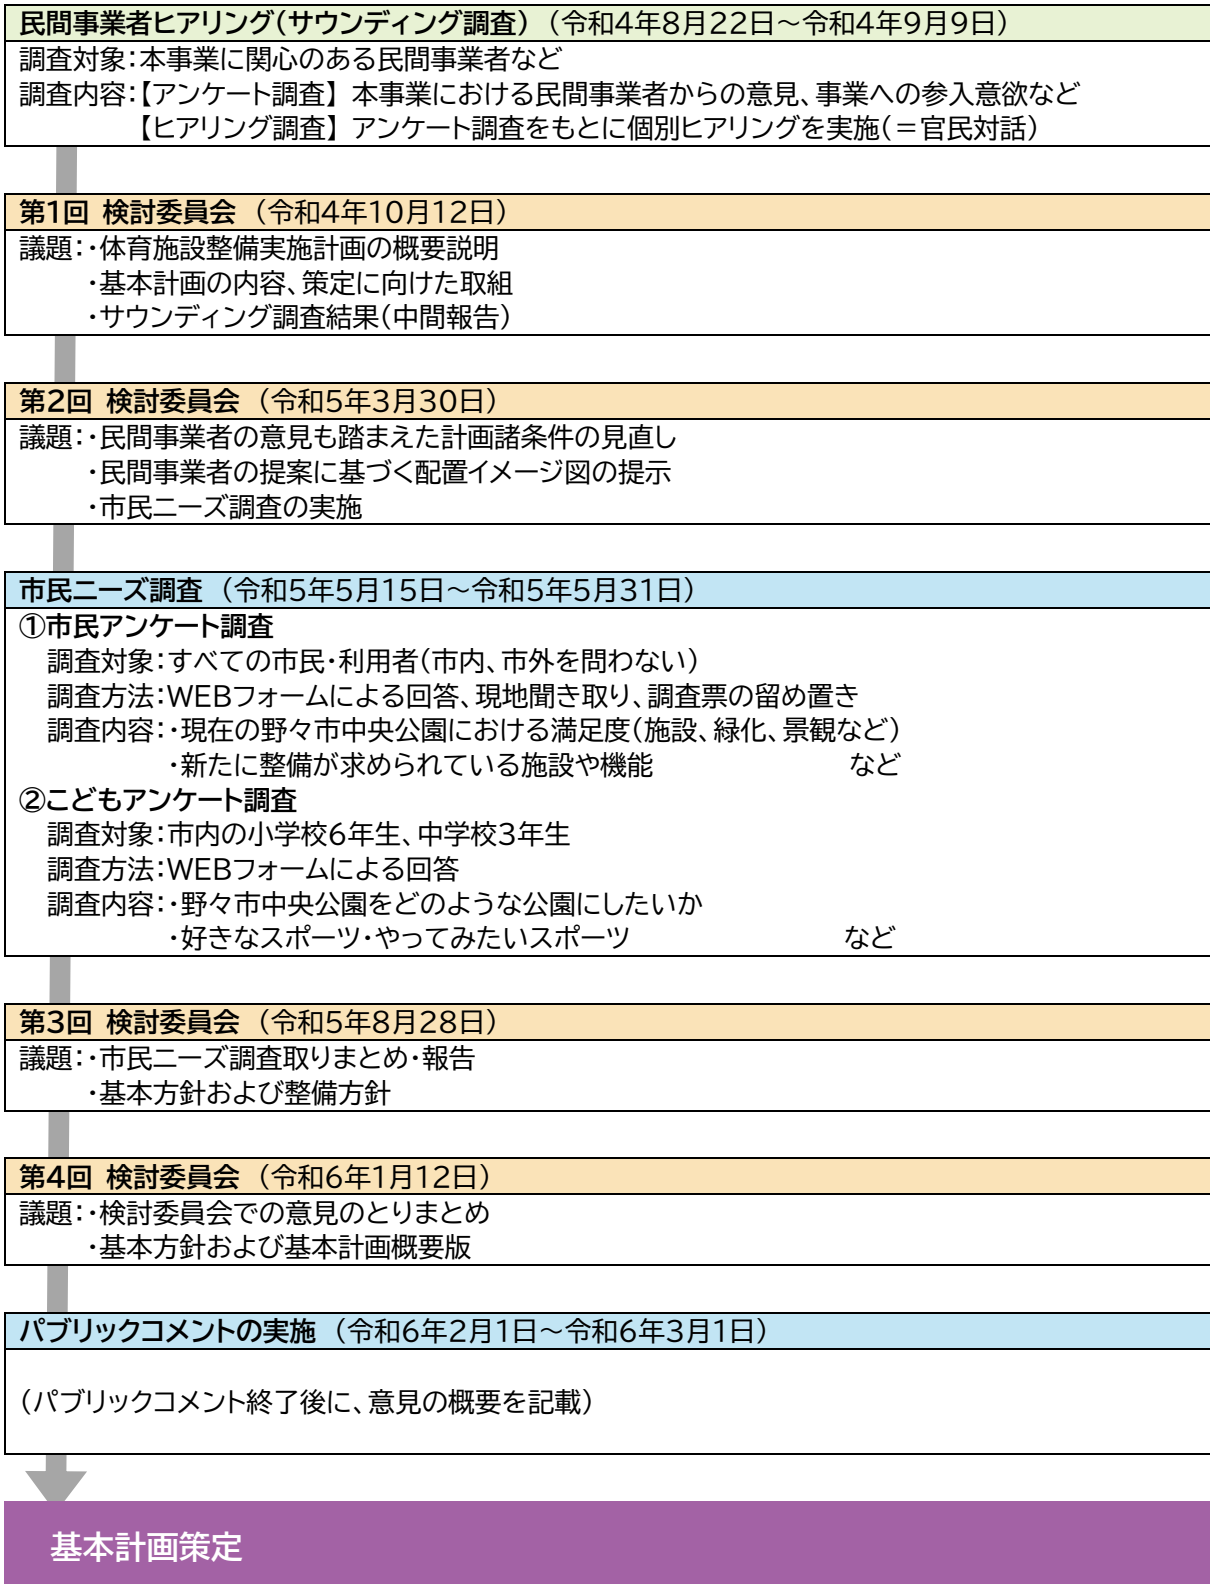 民間事業者ヒアリング(サウンディング調査) (令和4年8月22日～令和4年9月9日)
調査対象：本事業に関心のある民間事業者など
調査内容：【アンケート調査】 本事業における民間事業者からの意見、事業への参入意欲など
【ヒアリング調査】 アンケート調査をもとに個別ヒアリングを実施(＝官民対話)
第1回 検討委員会 (令和4年10月12日)
議題：・体育施設整備実施計画の概要説明
・基本計画の内容、策定に向けた取組
・サウンディング調査結果(中間報告)
第2回 検討委員会 (令和5年3月30日)
議題：・民間事業者の意見も踏まえた計画諸条件の見直し
・民間事業者の提案に基づく配置イメージ図の提示
・市民ニーズ調査の実施
市民ニーズ調査 (令和5年5月15日～令和5年5月31日)
①市民アンケート調査
調査対象：すべての市民・利用者(市内、市外を問わない)
調査方法：WEBフォームによる回答、現地聞き取り、調査票の留め置き
調査内容：・現在の野々市中央公園における満足度(施設、緑化、景観など)
・新たに整備が求められている施設や機能 など
②こどもアンケート調査
調査対象：市内の小学校6年生、中学校3年生
調査方法：WEBフォームによる回答
調査内容：・野々市中央公園をどのような公園にしたいか
・好きなスポーツ・やってみたいスポーツ など
第3回 検討委員会 (令和5年8月28日)
議題：・市民ニーズ調査取りまとめ・報告
・基本方針および整備方針
第4回 検討委員会 (令和6年1月12日)
議題：・検討委員会での意見のとりまとめ
・基本方針および基本計画概要版
パブリックコメントの実施 (令和6年2月1日～令和6年3月1日)
(パブリックコメント終了後に、意見の概要を記載)
基本計画策定